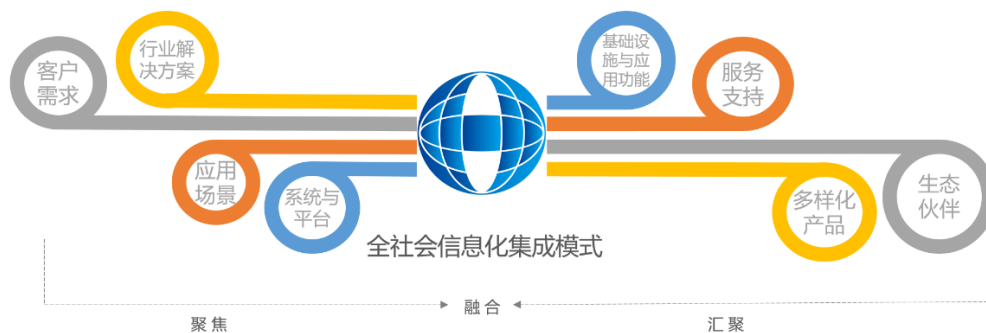 客户
需求
行业解
决方案
应用
场景
系统与
平台
基础设
施与应
用功能
服务
支持
多样化
产品
生态
伙伴
全社会信息化集成模式
融合
聚焦
汇聚